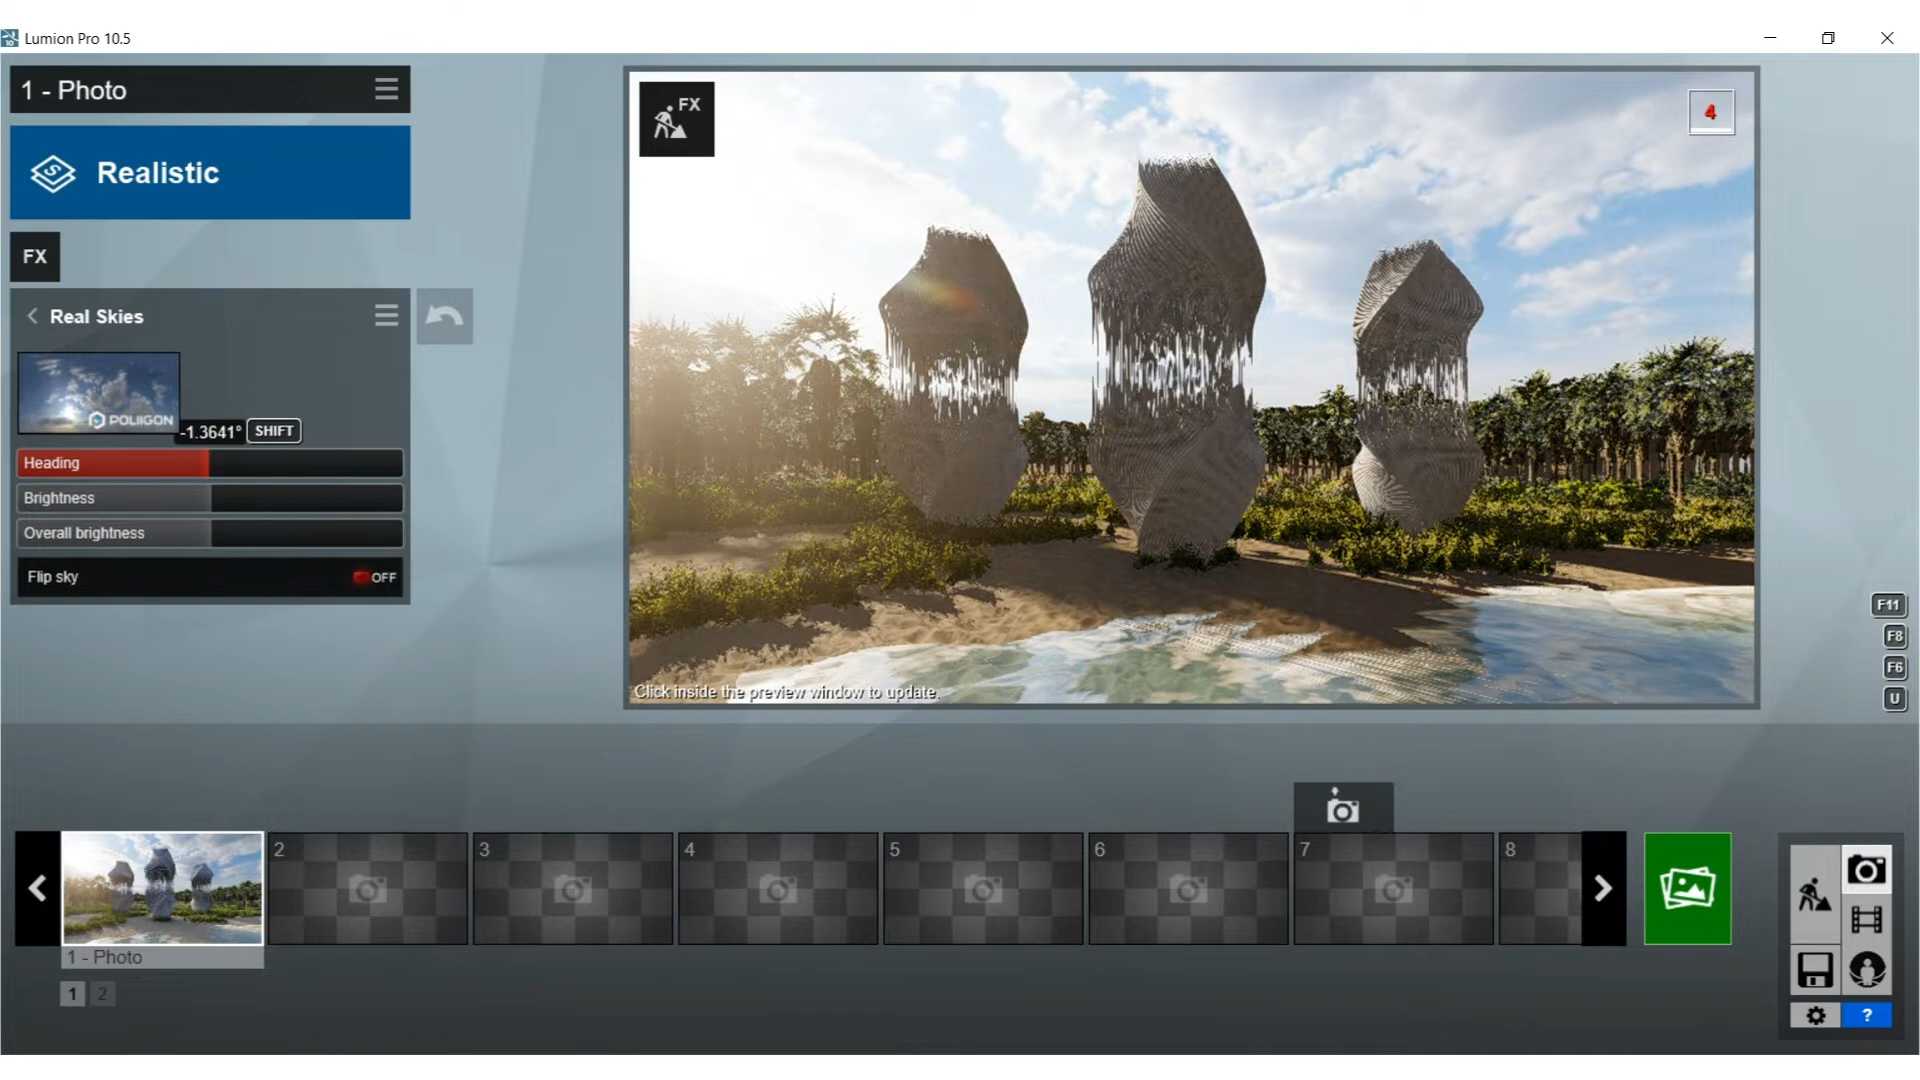 Lumion Pro 10.5
1 - Photo
Realistic
FX
Real Skies
POLIIGON
-1.3641° SHIFT
Heading
Brightness
Overall brightness
Flip sky OFF
FX
4
Click inside the preview window to update.
F11
F8
F6
U
2 3 4 5 6 7 8
1 - Photo
1 2
?